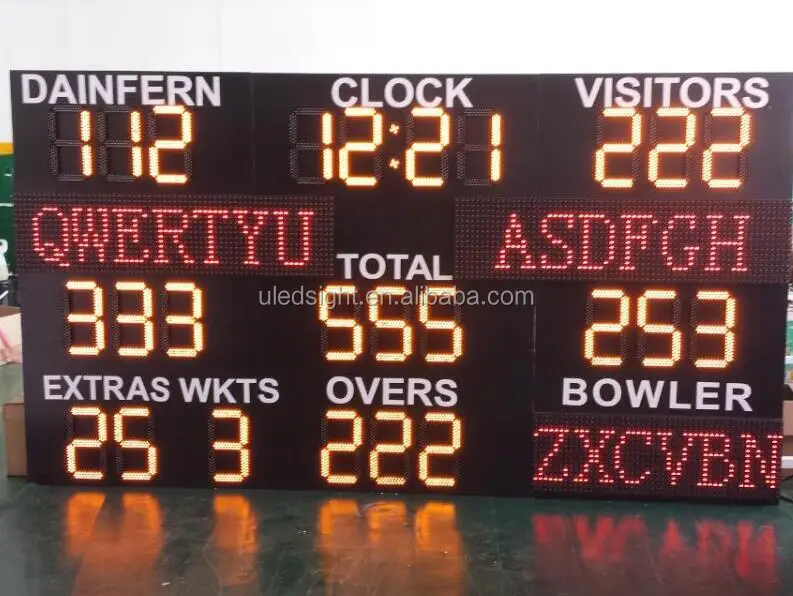 DAINFERN CLOCK VISITORS
112 12:21 222
QWERTYU ASDFGH
TOTAL
uledsight.en.alibaba.com
333 555 253
EXTRAS WKTS OVERS BOWLER
25 3 222 ZXCVBN